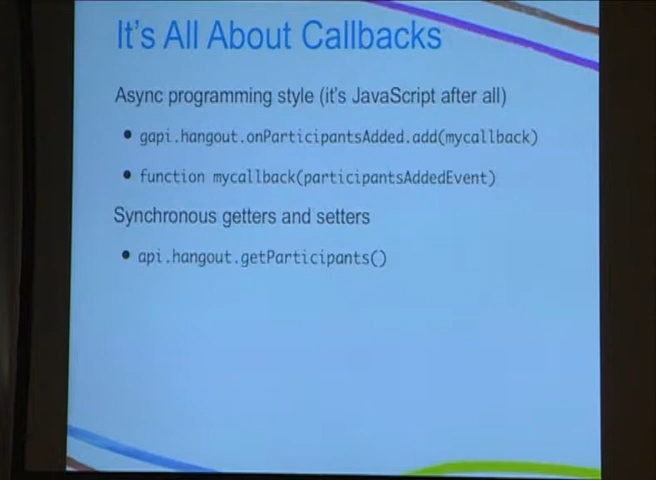 It's All About Callbacks
Async programming style (it's JavaScript after all)
gapi.hangout.onParticipantsAdded.add(mycallback)
function mycallback(participantsAddedEvent)
Synchronous getters and setters
api.hangout.getParticipants()